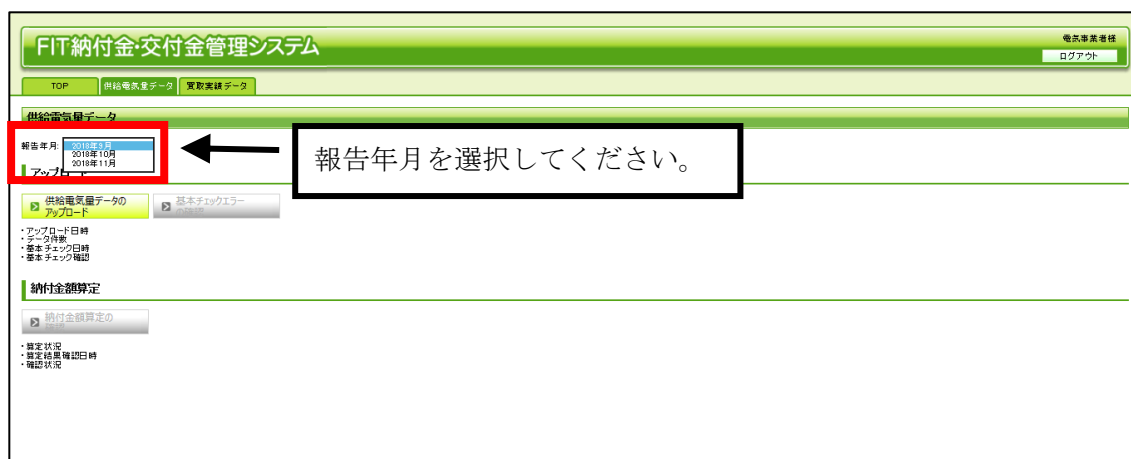 FIT納付金・交付金管理システム
電気事業者様
ログアウト
TOP
供給電気量データ
買取実績データ
供給電気量データ
報告年月:
2018年9月
2018年10月
2018年11月
報告年月を選択してください。
アップロード
供給電気量データの
アップロード
基本チェックエラー
の確認
・アップロード日時
・データ件数
・基本チェック日時
・基本チェック確認
納付金額算定
納付金額算定の
確認
・算定状況
・算定結果確認日時
・確認状況